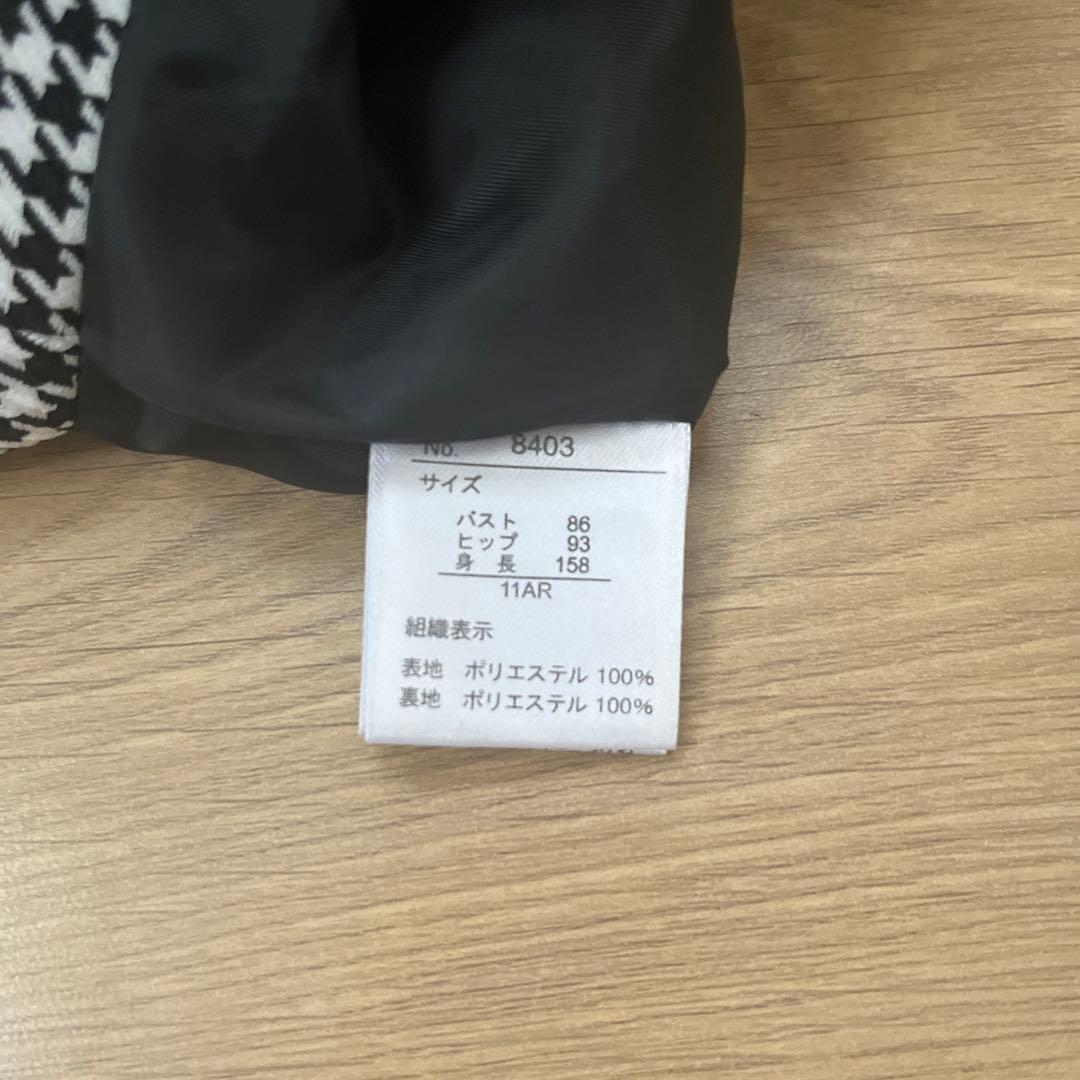 No. 8403
サイズ
バスト 86
ヒップ 93
身長 158
11AR
組織表示
表地 ポリエステル 100%
裏地 ポリエステル 100%